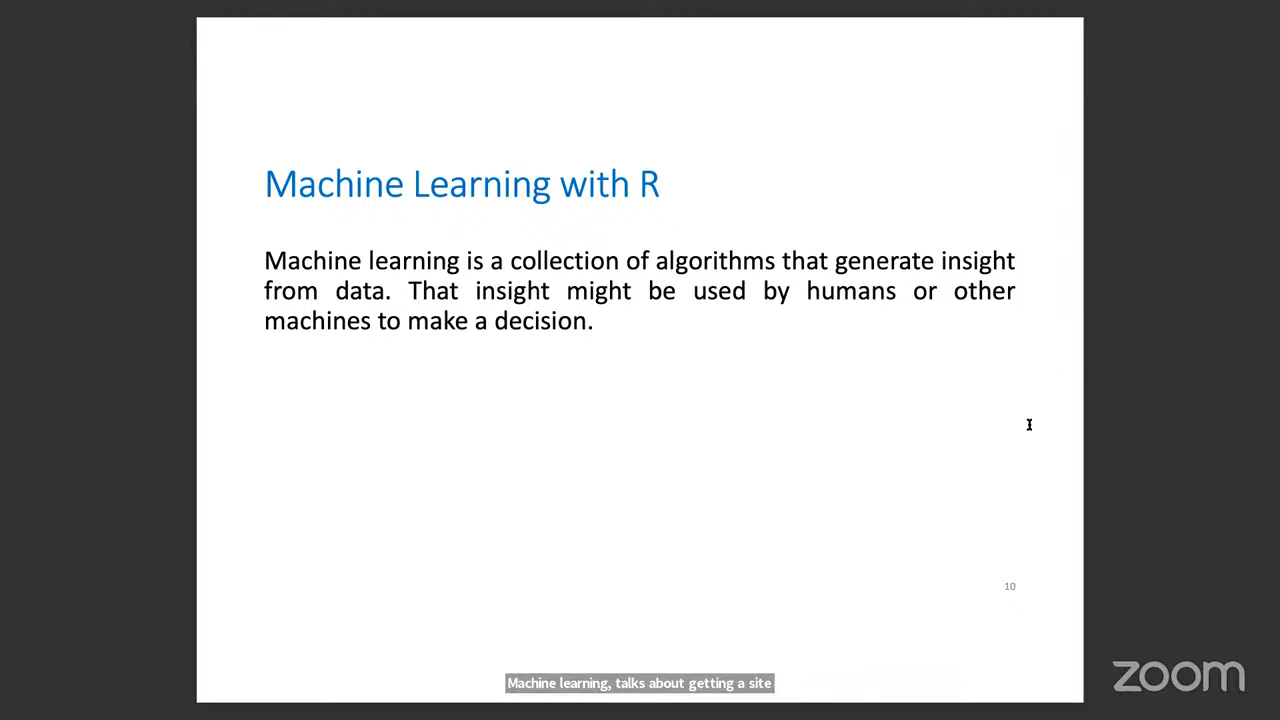 Machine Learning with R
Machine learning is a collection of algorithms that generate insight
from data. That insight might be used by humans or other
machines to make a decision.
10
Machine learning, talks about getting a site
zoom